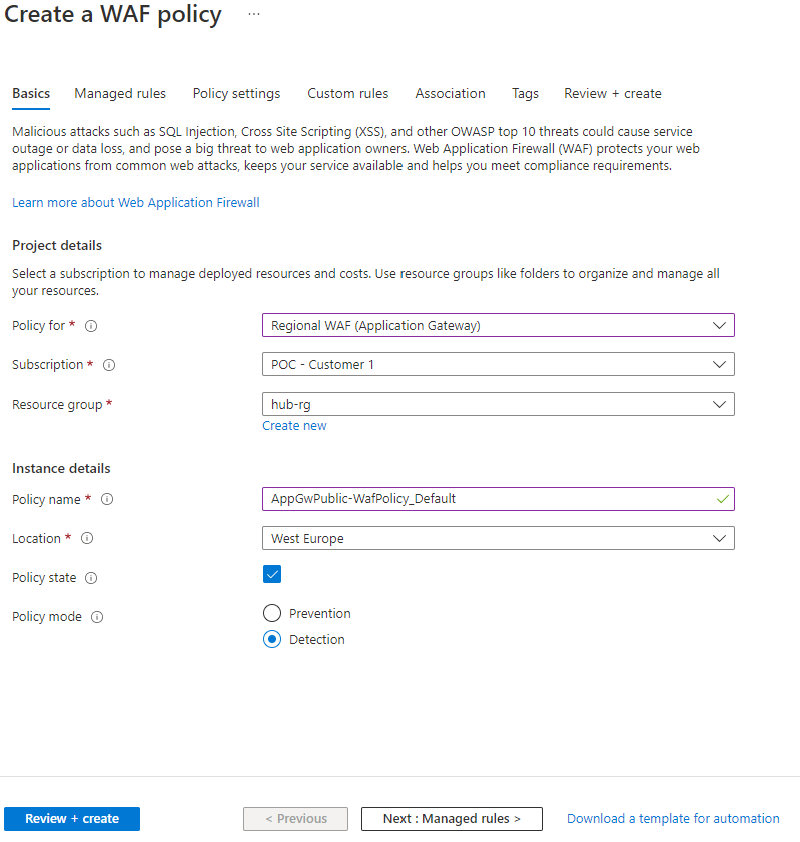 Create a WAF policy ...
Basics Managed rules Policy settings Custom rules Association Tags Review + create
Malicious attacks such as SQL Injection, Cross Site Scripting (XSS), and other OWASP top 10 threats could cause service
outage or data loss, and pose a big threat to web application owners. Web Application Firewall (WAF) protects your web
applications from common web attacks, keeps your service available and helps you meet compliance requirements.
Learn more about Web Application Firewall
Project details
Select a subscription to manage deployed resources and costs. Use resource groups like folders to organize and manage all
your resources.
Policy for * Regional WAF (Application Gateway)
Subscription * POC - Customer 1
Resource group * hub-rg
Create new
Instance details
Policy name * AppGwPublic-WafPolicy_Default
Location * West Europe
Policy state
Policy mode Prevention
Detection
Review + create < Previous Next : Managed rules > Download a template for automation